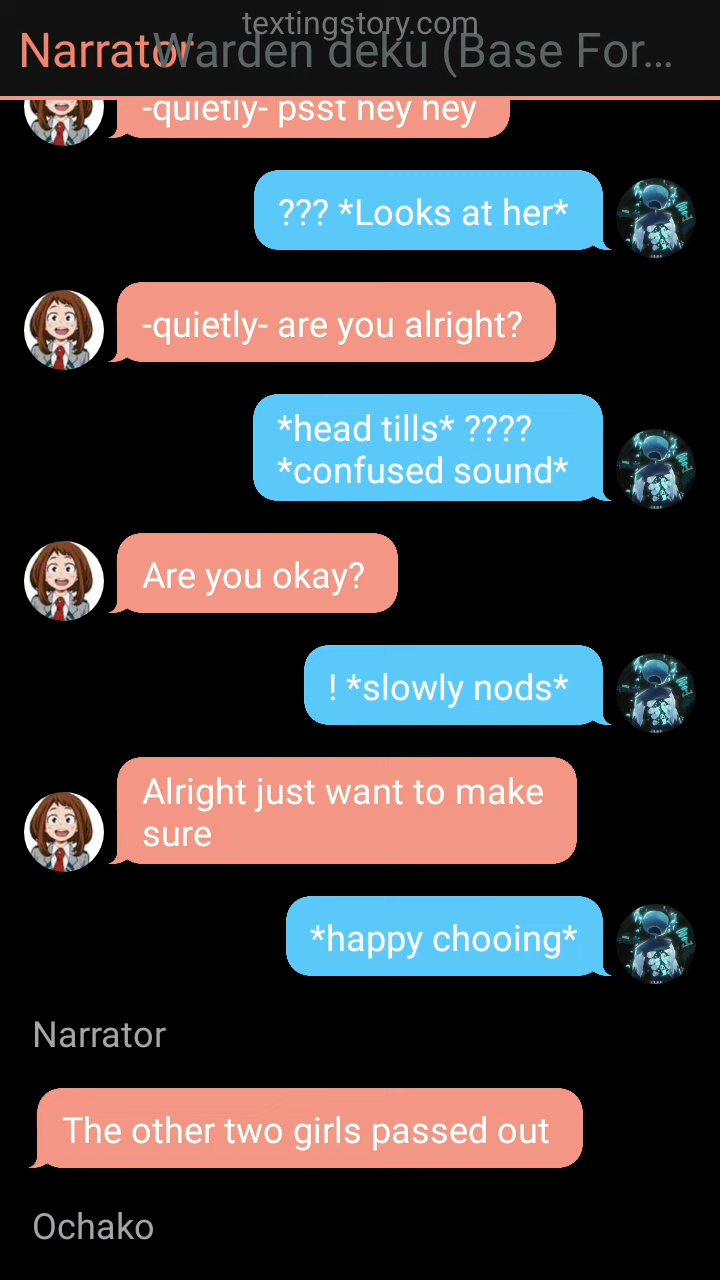 textingstory.com
Narrator
Warden deku (Base For...
-quietly- psst hey hey
??? *Looks at her*
-quietly- are you alright?
*head tills* ????
*confused sound*
Are you okay?
! *slowly nods*
Alright just want to make
sure
*happy chooing*
Narrator
The other two girls passed out
Ochako